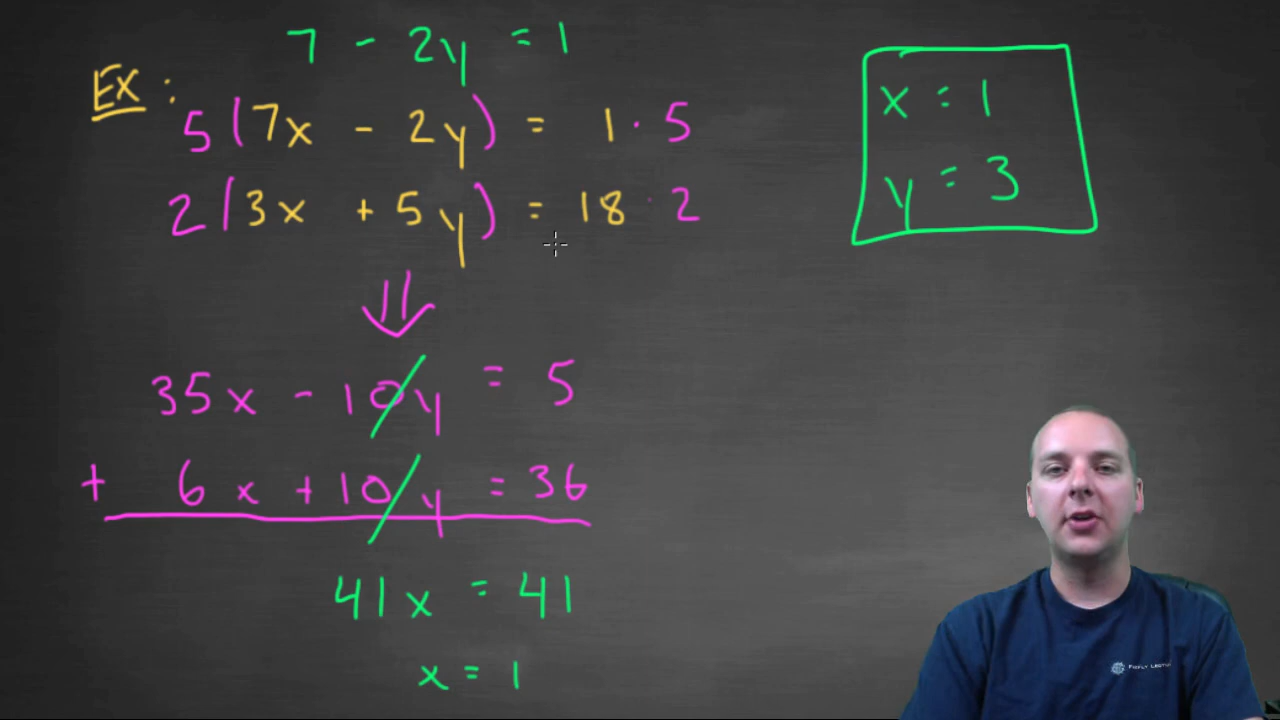 7 - 2y = 1
EX:
5(7x - 2y) = 1 · 5
2(3x + 5y) = 18 · 2
35x - 10y = 5
+ 6x + 10y = 36
41x = 41
x = 1
x = 1
y = 3